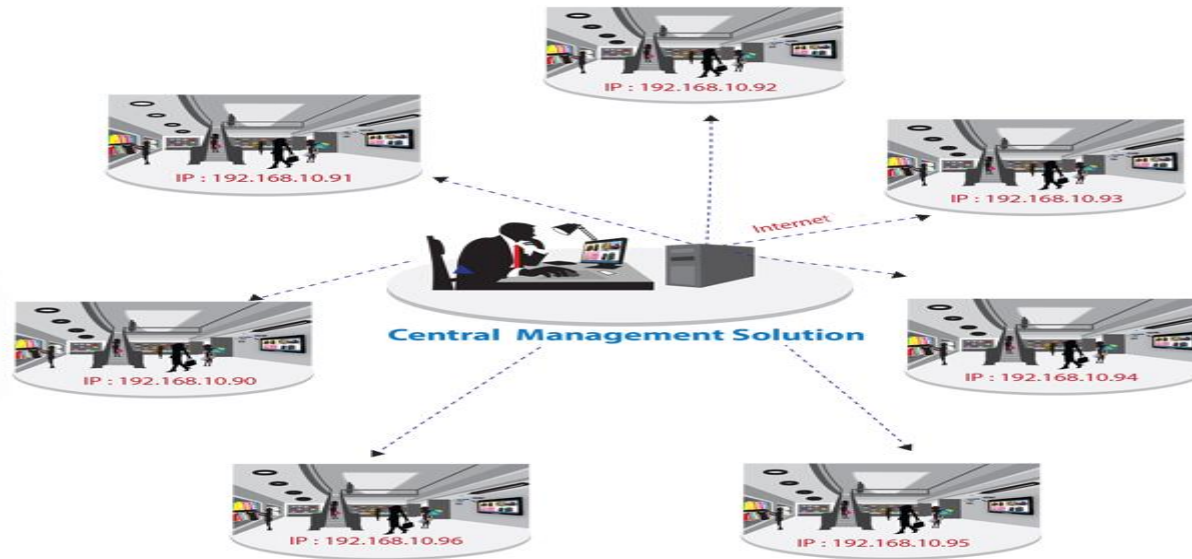 IP : 192.168.10.92
IP : 192.168.10.91
IP : 192.168.10.93
Internet
Central Management Solution
IP : 192.168.10.90
IP : 192.168.10.94
IP : 192.168.10.96
IP : 192.168.10.95